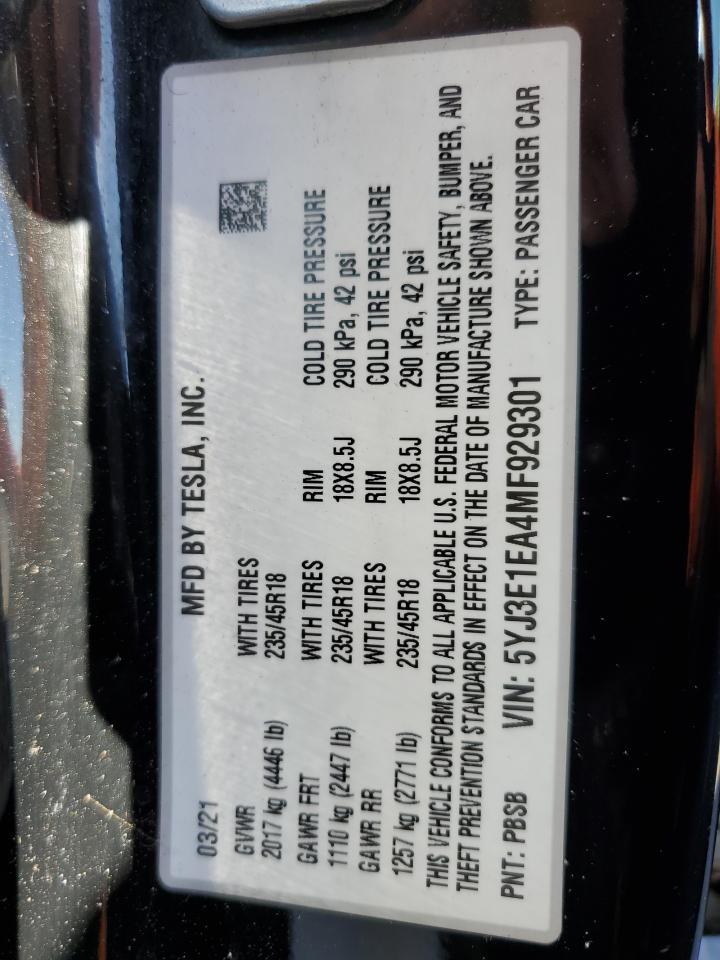 MFD BY TESLA, INC.
03/21
GVWR WITH TIRES
2017 kg (4446 lb) 235/45R18
GAWR FRT WITH TIRES RIM COLD TIRE PRESSURE
1110 kg (2447 lb) 235/45R18 18X8.5J 290 kPa, 42 psi
GAWR RR WITH TIRES RIM COLD TIRE PRESSURE
1257 kg (2771 lb) 235/45R18 18X8.5J 290 kPa, 42 psi
THIS VEHICLE CONFORMS TO ALL APPLICABLE U.S. FEDERAL MOTOR VEHICLE SAFETY, BUMPER, AND
THEFT PREVENTION STANDARDS IN EFFECT ON THE DATE OF MANUFACTURE SHOWN ABOVE.
PNT: PBSB VIN: 5YJ3E1EA4MF929301 TYPE: PASSENGER CAR